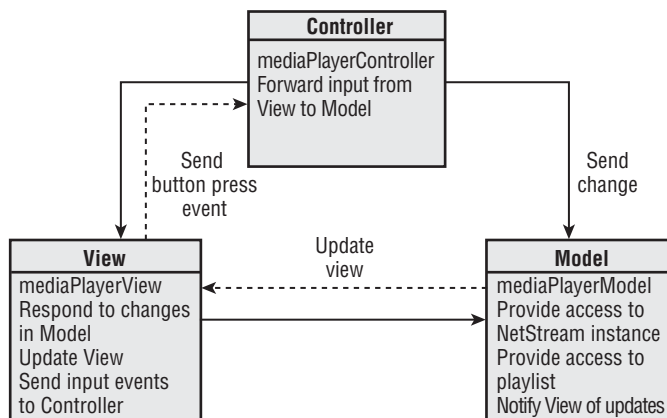 Controller
mediaPlayerController
Forward input from
View to Model
Send
button press
event
Send
change
Update
view
View
mediaPlayerView
Respond to changes
in Model
Update View
Send input events
to Controller
Model
mediaPlayerModel
Provide access to
NetStream instance
Provide access to
playlist
Notify View of updates